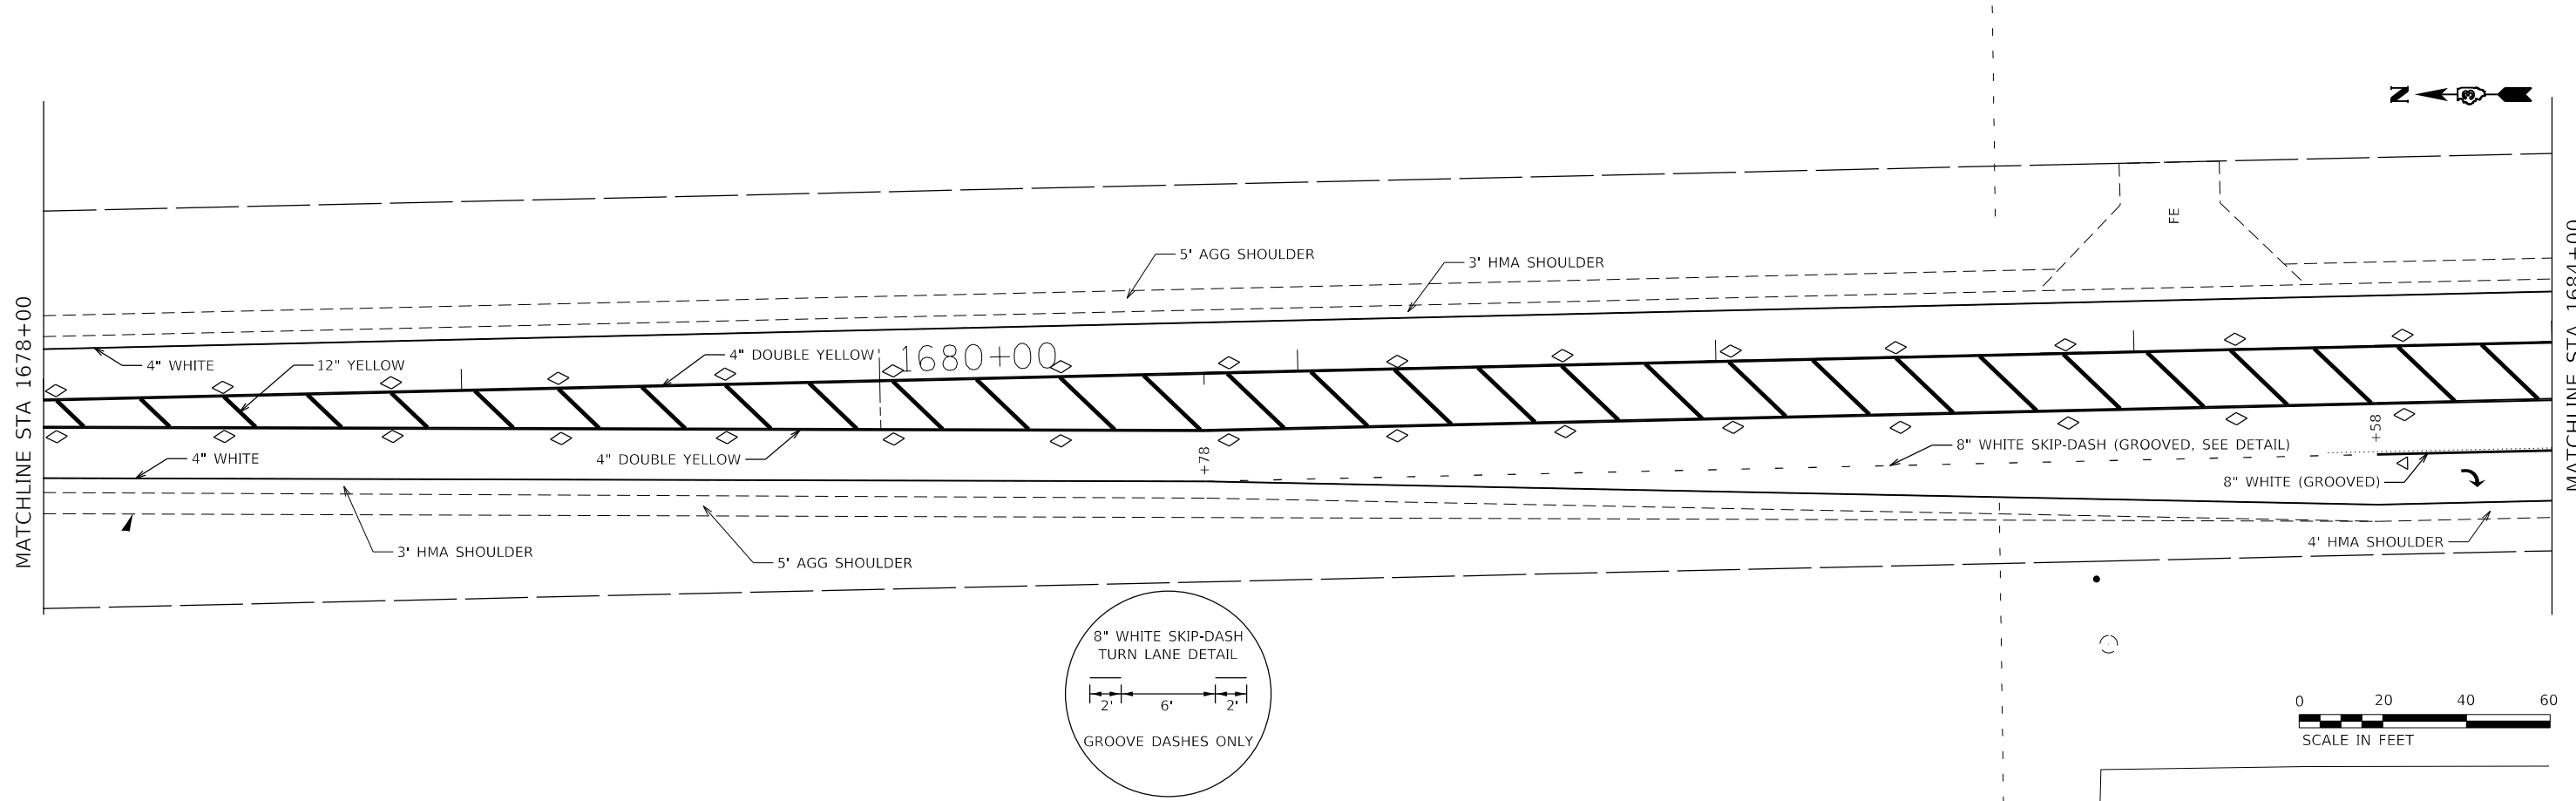 N
FE
5' AGG SHOULDER
3' HMA SHOULDER
MATCHLINE STA 1678+00
MATCHLINE STA 1684+00
4" WHITE
12" YELLOW
4" DOUBLE YELLOW
1680+00
4" WHITE
4" DOUBLE YELLOW
+78
+58
8" WHITE SKIP-DASH (GROOVED, SEE DETAIL)
8" WHITE (GROOVED)
3' HMA SHOULDER
5' AGG SHOULDER
4' HMA SHOULDER
8" WHITE SKIP-DASH
TURN LANE DETAIL
2' 6' 2'
GROOVE DASHES ONLY
0 20 40 60
SCALE IN FEET